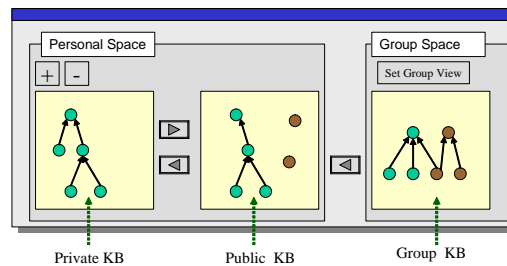 Personal Space
Group Space
+ -
Set Group View
Private KB
Public KB
Group KB